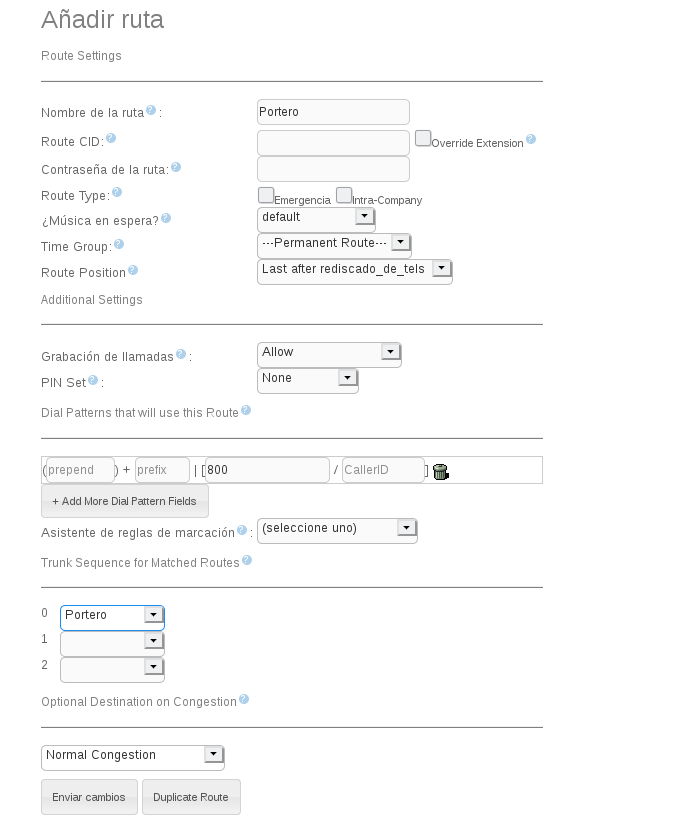 Añadir ruta
Route Settings
Nombre de la ruta? : Portero
Route CID:? Override Extension?
Contraseña de la ruta:?
Route Type:? Emergencia Intra-Company
¿Música en espera?? default
Time Group:? ---Permanent Route---
Route Position? Last after rediscado_de_tels
Additional Settings
Grabación de llamadas? : Allow
PIN Set? : None
Dial Patterns that will use this Route?
(prepend) + prefix | [800 / CallerID]
+ Add More Dial Pattern Fields
Asistente de reglas de marcación? : (seleccione uno)
Trunk Sequence for Matched Routes?
0 Portero
1
2
Optional Destination on Congestion?
Normal Congestion
Enviar cambios Duplicate Route